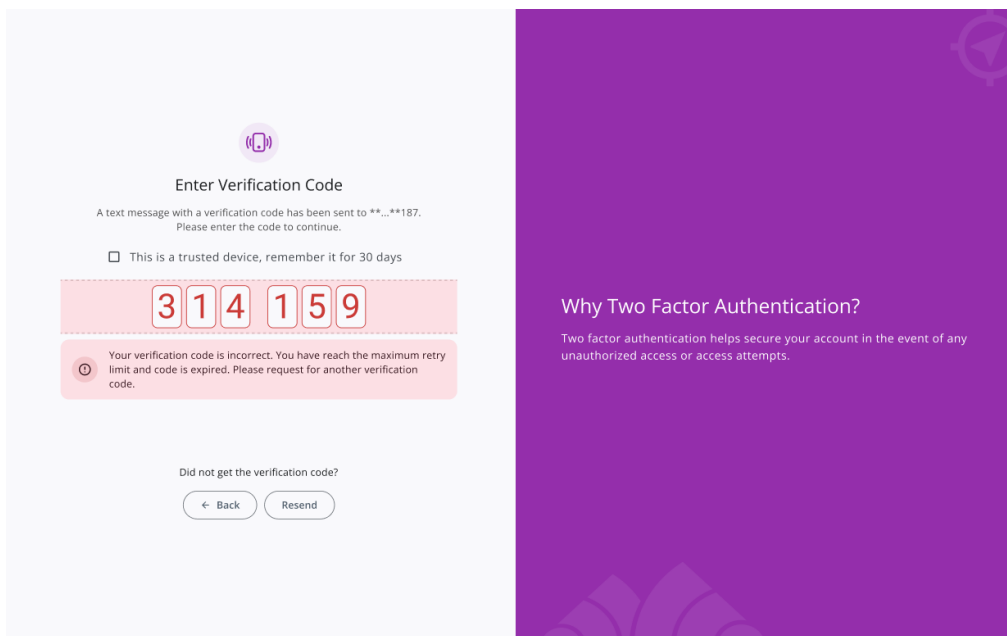 Enter Verification Code
A text message with a verification code has been sent to **...**187.
Please enter the code to continue.
This is a trusted device, remember it for 30 days
314 159
Your verification code is incorrect. You have reach the maximum retry
limit and code is expired. Please request for another verification
code.
Did not get the verification code?
← Back
Resend
Why Two Factor Authentication?
Two factor authentication helps secure your account in the event of any
unauthorized access or access attempts.